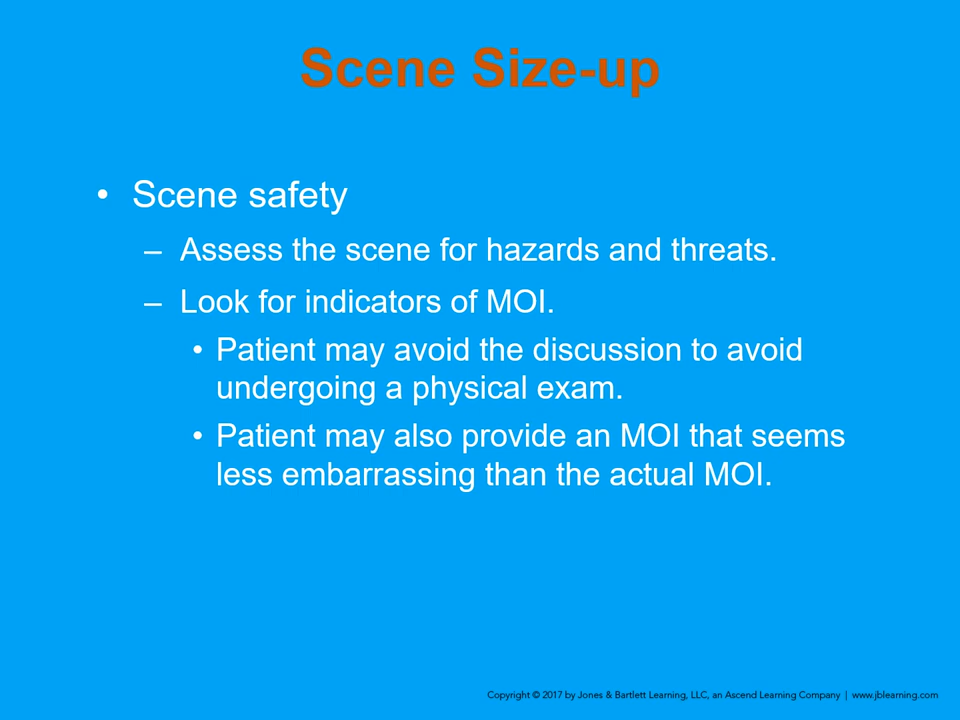 Scene Size-up
• Scene safety
– Assess the scene for hazards and threats.
– Look for indicators of MOI.
• Patient may avoid the discussion to avoid
undergoing a physical exam.
• Patient may also provide an MOI that seems
less embarrassing than the actual MOI.
Copyright © 2017 by Jones & Bartlett Learning, LLC, an Ascend Learning Company | www.jblearning.com